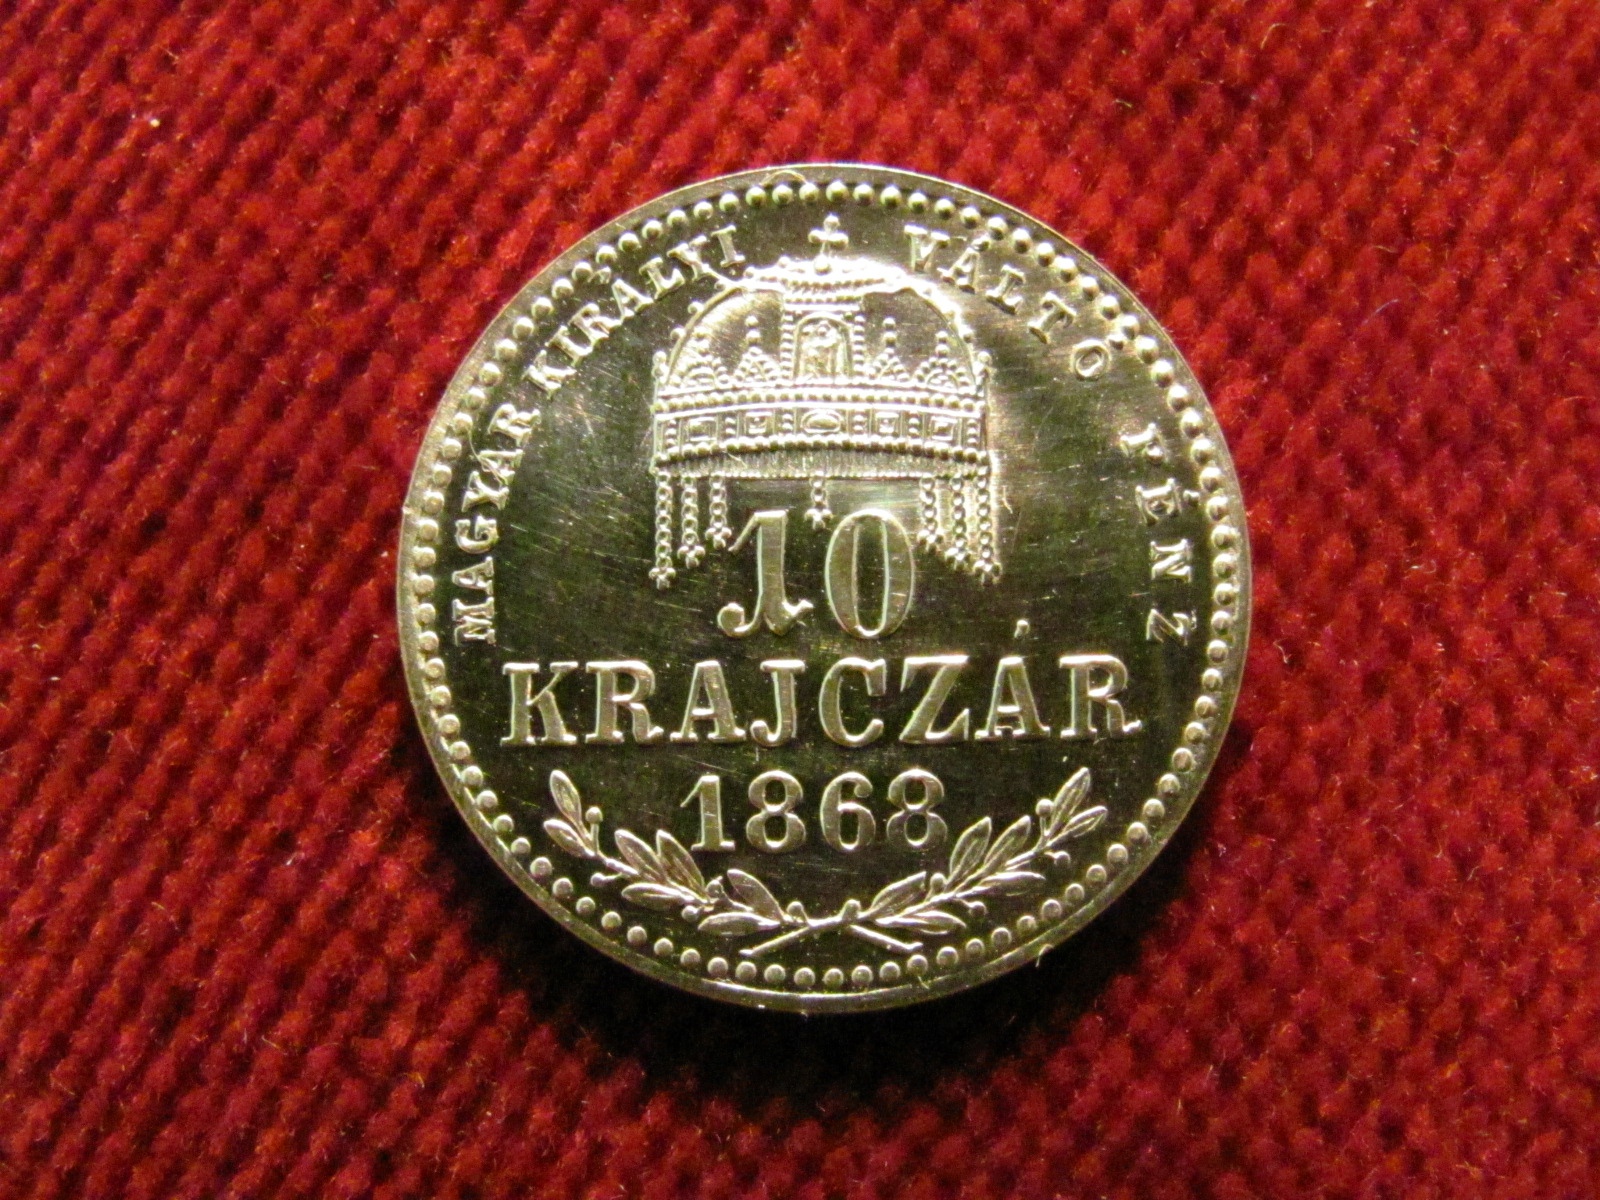 MAGYAR KIRÁLYI VÁLTÓ PÉNZ
10
KRAJCZÁR
1868